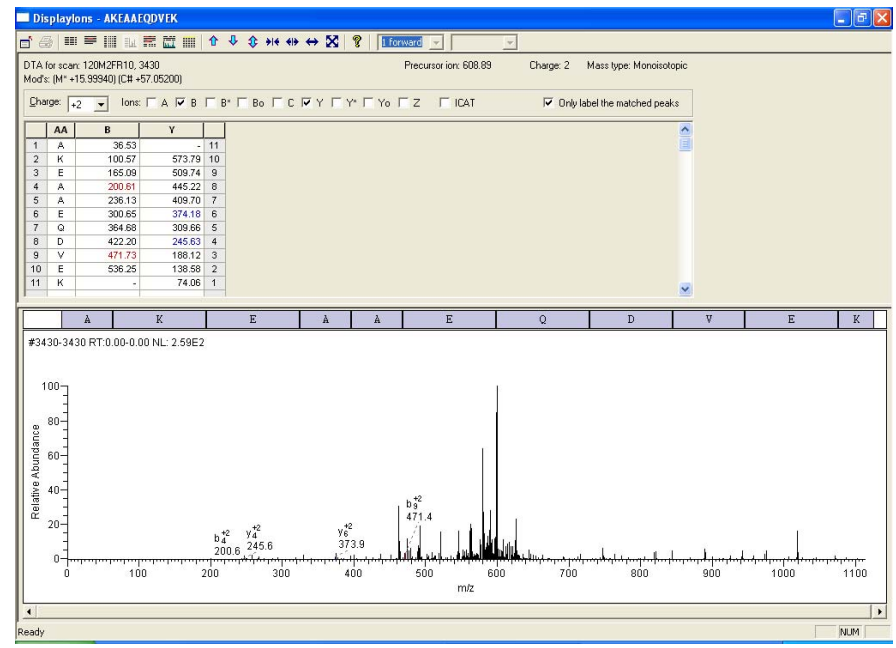 DisplayIons - AKEAAEQDVEK
1 forward
DTA for scan: 120M2FR10, 3430 Precursor ion: 608.89 Charge: 2 Mass type: Monoisotopic
Mod's: (M* +15.99940) (C# +57.05200)
Charge: +2 Ions: A B B* Bo C Y Y* Yo Z ICAT Only label the matched peaks
AA B Y
1 A 36.53 - 11
2 K 100.57 573.79 10
3 E 165.09 509.74 9
4 A 200.61 445.22 8
5 A 236.13 409.70 7
6 E 300.65 374.18 6
7 Q 364.68 309.66 5
8 D 422.20 245.63 4
9 V 471.73 188.12 3
10 E 536.25 138.58 2
11 K - 74.06 1
A K E A A E Q D V E K
#3430-3430 RT:0.00-0.00 NL: 2.59E2
100
80
60
40
20
0
Relative Abundance
b4+2
200.6
y4+2
245.6
y6+2
373.9
b9+2
471.4
0 100 200 300 400 500 600 700 800 900 1000 1100
m/z
Ready NUM